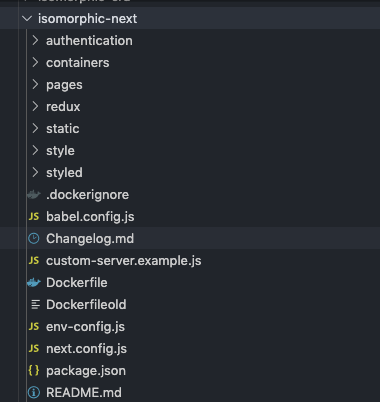 isomorphic-next
authentication
containers
pages
redux
static
style
styled
.dockerignore
JS babel.config.js
Changelog.md
JS custom-server.example.js
Dockerfile
Dockerfileold
JS env-config.js
JS next.config.js
{} package.json
README.md